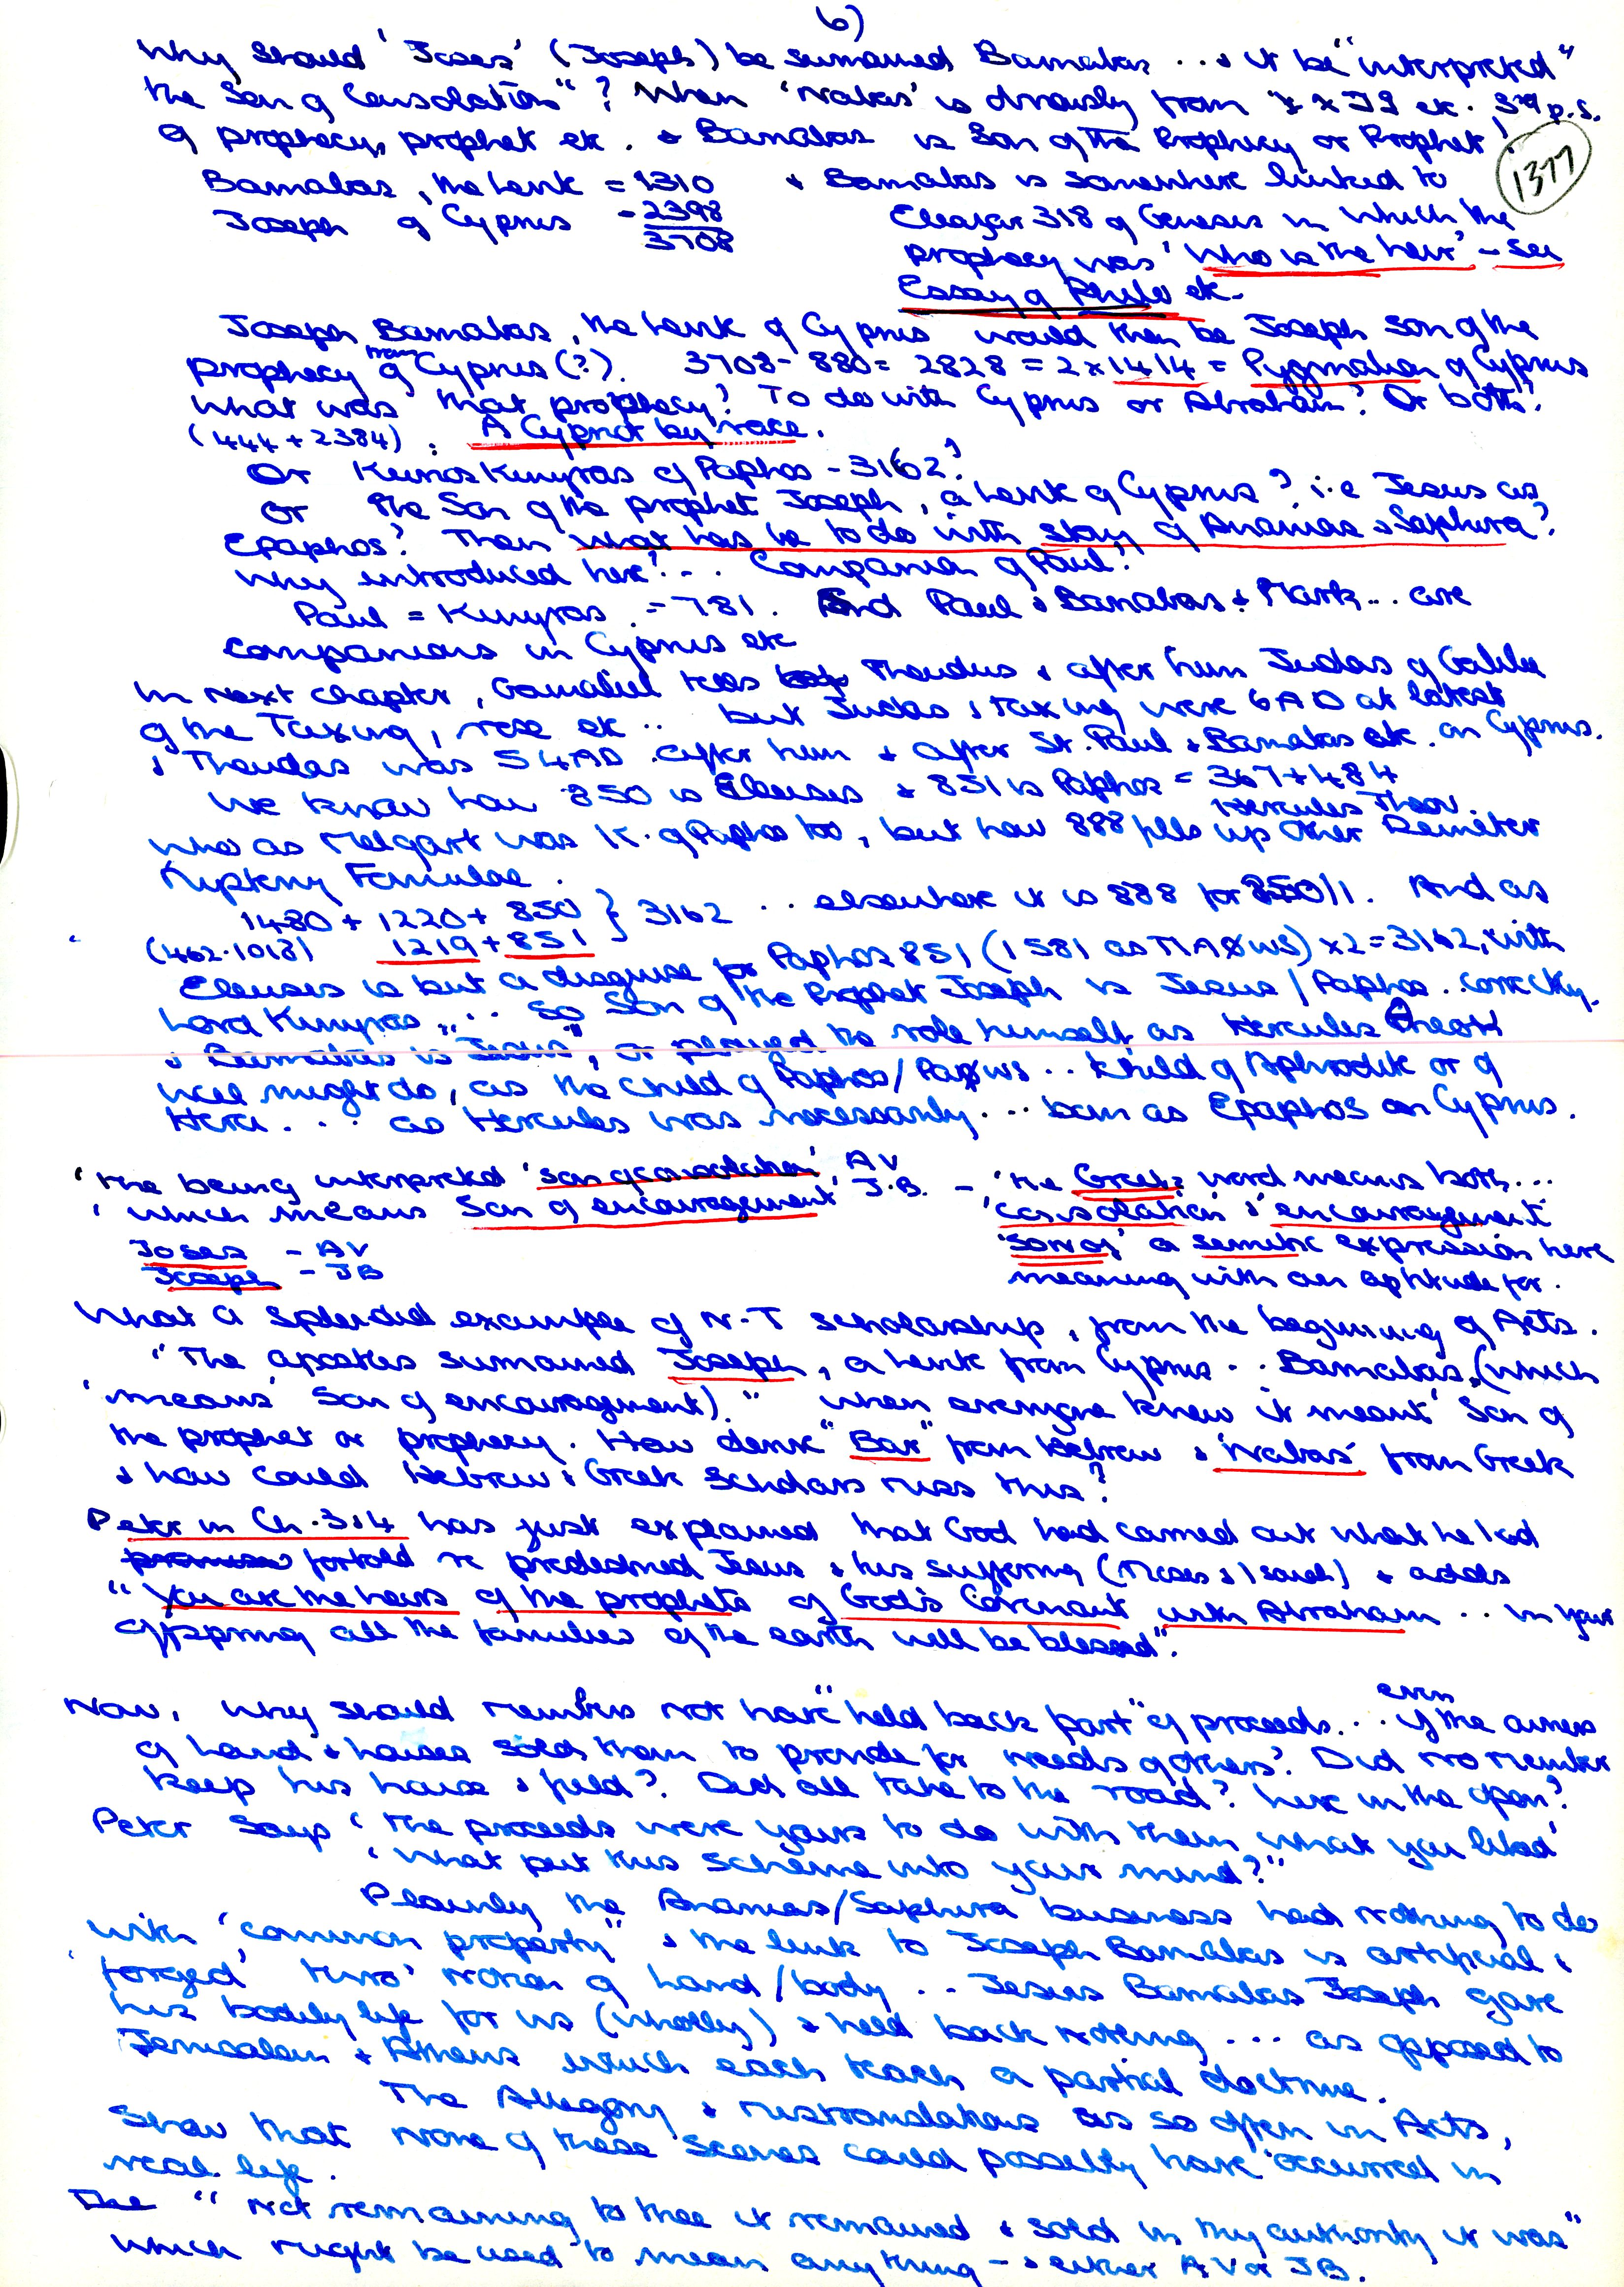 6)
Why should 'Joses' (Joseph) be surnamed Barnabas ... & it be "interpreted"
the Son of Consolation"? When 'Nabas' is obviously from etc. 3rd p.s.
of prophecy, prophet etc. & Barnabas is Son of the Prophecy or Prophet!
1377
Barnabas, the Levite = 1310 & Barnabas is somewhere linked to
Joseph of Cyprus - 2398 Eleazar 318 of Genesis in which the
3708 prophecy was 'Who is the heir' - See
Essay of Philo etc.
Joseph Barnabas, the Levite of Cyprus would then be Joseph Son of the
prophecy from of Cyprus (?). 3708 - 880 = 2828 = 2 x 1414 = Pygmalion of Cyprus
What was that prophecy? To do with Cyprus or Abraham? Or both?
(444 + 2384) : A Cypriot by race.
Or Kurios Kinyras of Paphos - 3162?
or the Son of the prophet Joseph, a Levite of Cyprus? i.e Jesus as
Epaphos? Then what has he to do with story of Ananias & Saphira?
Why introduced here? ... Companion of Paul?
Paul = Kinyras = 781. And Paul & Barnabas & Mark... are
companions in Cyprus etc
In next chapter, Gamaliel tells Theudus & after him Judas of Galilee
of the Taxing, rose etc .. but Judas & taxing were 6 AD at latest
& Theudas was 54 AD after him & after St. Paul & Barnabas etc. on Cyprus.
We know how 850 is Eleuses & 851 is Paphos = 367 + 484
Hercules Theou.
who as Melqart was K. of Paphos too, but how 888 fills up other Demeter
Formulae.
1480 + 1220 + 850 } 3162 .. elsewhere it is 888 for 850/1. And as
(462.1018) 1219 + 851
Eleuses is but a disguise for Paphos 851 (1581 as ΠΑΦως) x2 = 3162, with
Lord Kinyras .... So Son of the Prophet Joseph is Jesus / Paphos .. correctly.
& Barnabas is "Jesus", or played the role himself, as Hercules Theou
well might do, as the Child of Paphos / Paφws .. Child of Aphrodite or of
Hera ... as Hercules was necessarily ... born as Epaphos on Cyprus.
'the being interpreted 'son of consolation' AV - 'the Greek word means both ...
'which means Son of encouragement' J.B. 'consolation' & 'encouragement'
Joses - AV 'Son of' a semitic expression here
Joseph - JB meaning with an aptitude for.
What a splendid example of N-T scholarship, from the beginning of Acts.
"The apostles surnamed Joseph, a Levite from Cyprus .. Barnabas, (which
'means' Son of encouragement)." When everyone knew it meant 'Son of
the prophet or prophecy. How derive "Bar" from Hebrew & 'Nabas' from Greek
& how could Hebrew & Greek Scholars miss this?
Peter in Ch. 3:4 has just explained that God had carried out what he had
foretold re predestined Jesus & his suffering (Moses & Isaiah) & adds
"You are the heirs of the prophets of God's Covenant with Abraham .. in your
offspring all the families of the earth will be blessed".
Now, why should members not have "held back part" of proceeds... even if the owners
of land & houses sold them to provide for needs of others? Did no member
keep his house & field? Did all take to the road? Live in the open?
Peter Says 'the proceeds were yours to do with them what you liked'
'What put this scheme into your mind?"
Plainly the Ananias/Saphira business had nothing to do
with 'common property" & the link to Joseph Barnabas is artificial &
'forged' thro' notion of land/body .. Jesus Barnabas Joseph gave
his bodily life for us (wholly) & held back nothing ... as opposed to
Jerusalem & Athens which each teach a partial doctrine.
The Allegory & mistranslations as so often in Acts,
Show that none of these scenes could possibly have occurred in
real life.
The "not remaining to thee it remained & sold in thy authority it was"
which might be used to mean anything - & either AV or JB.